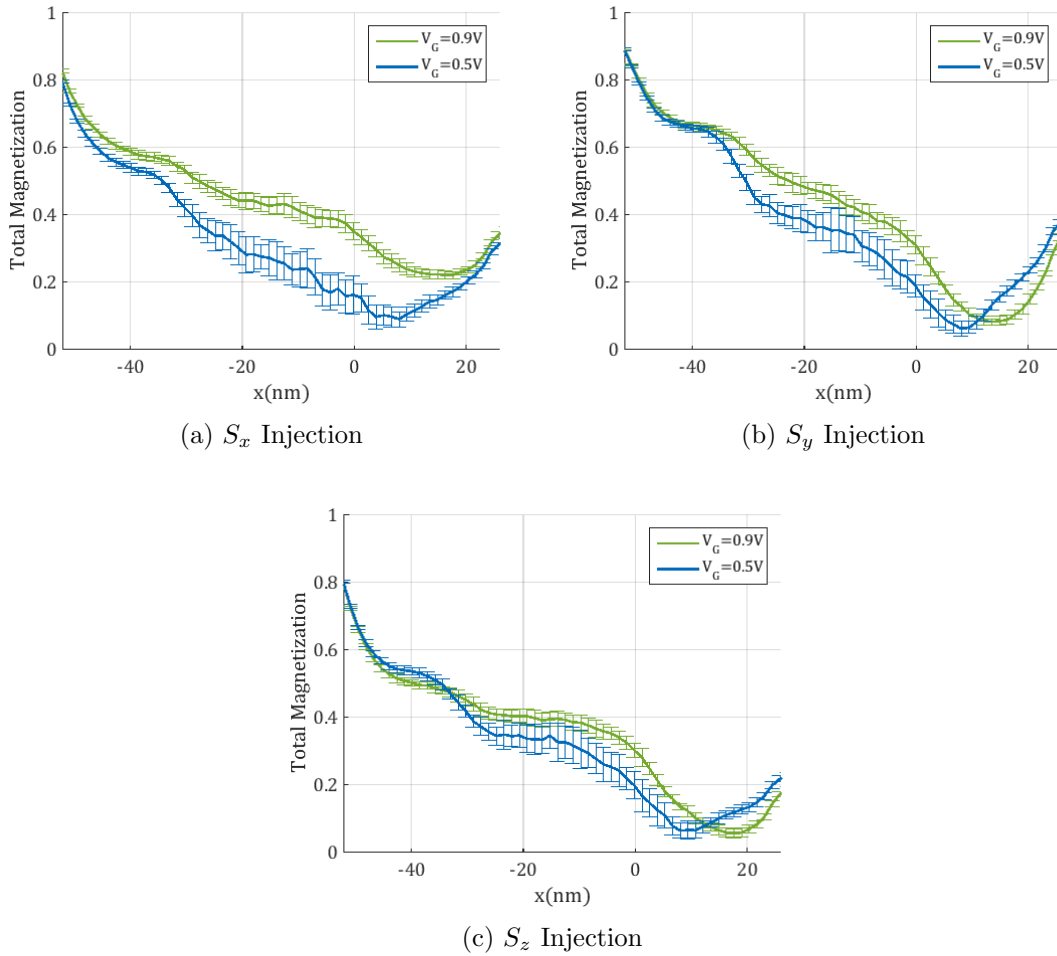 1
0.8
0.6
0.4
0.2
0
Total Magnetization
-40 -20 0 20
x(nm)
V_G=0.9V
V_G=0.5V
(a) S_x Injection
1
0.8
0.6
0.4
0.2
0
Total Magnetization
-40 -20 0 20
x(nm)
V_G=0.9V
V_G=0.5V
(b) S_y Injection
1
0.8
0.6
0.4
0.2
0
Total Magnetization
-40 -20 0 20
x(nm)
V_G=0.9V
V_G=0.5V
(c) S_z Injection